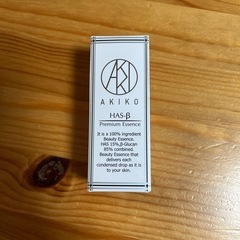 AKI
AKIKO
HAS-β
Premium Essence
It is a 100% ingredient
Beauty Essence.
HAS 15%,β-Glucan
85% combined.
Beauty Essence that
delivers each
condensed drop as it is
to your skin.